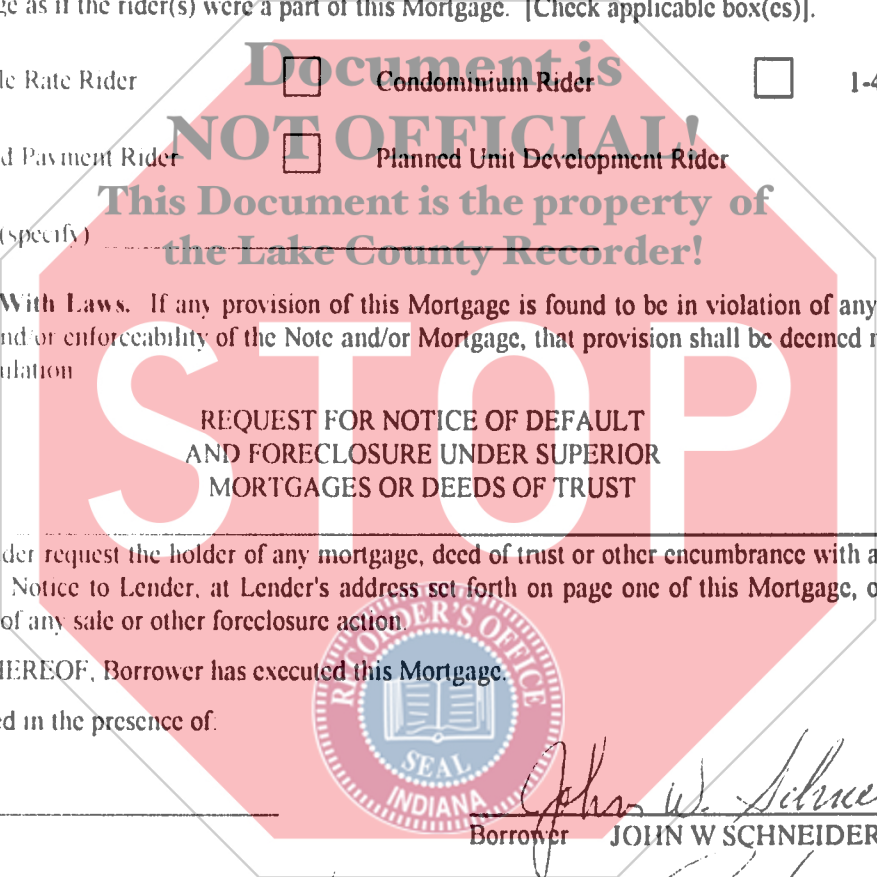 ge as if the rider(s) were a part of this Mortgage. [Check applicable box(es)].
Document is
le Rate Rider Condominium Rider 1-4
NOT OFFICIAL!
d Payment Rider Planned Unit Development Rider
This Document is the property of
(specify)
the Lake County Recorder!
With Laws. If any provision of this Mortgage is found to be in violation of any
nd/or enforceability of the Note and/or Mortgage, that provision shall be deemed
ulation
STOP
REQUEST FOR NOTICE OF DEFAULT
AND FORECLOSURE UNDER SUPERIOR
MORTGAGES OR DEEDS OF TRUST
der request the holder of any mortgage, deed of trust or other encumbrance with a
Notice to Lender, at Lender's address set forth on page one of this Mortgage, o
of any sale or other foreclosure action.
HEREOF, Borrower has executed this Mortgage.
ed in the presence of:
RECORDER'S OFFICE
SEAL
INDIANA
John W. Schnee
Borrower JOHN W SCHNEIDER